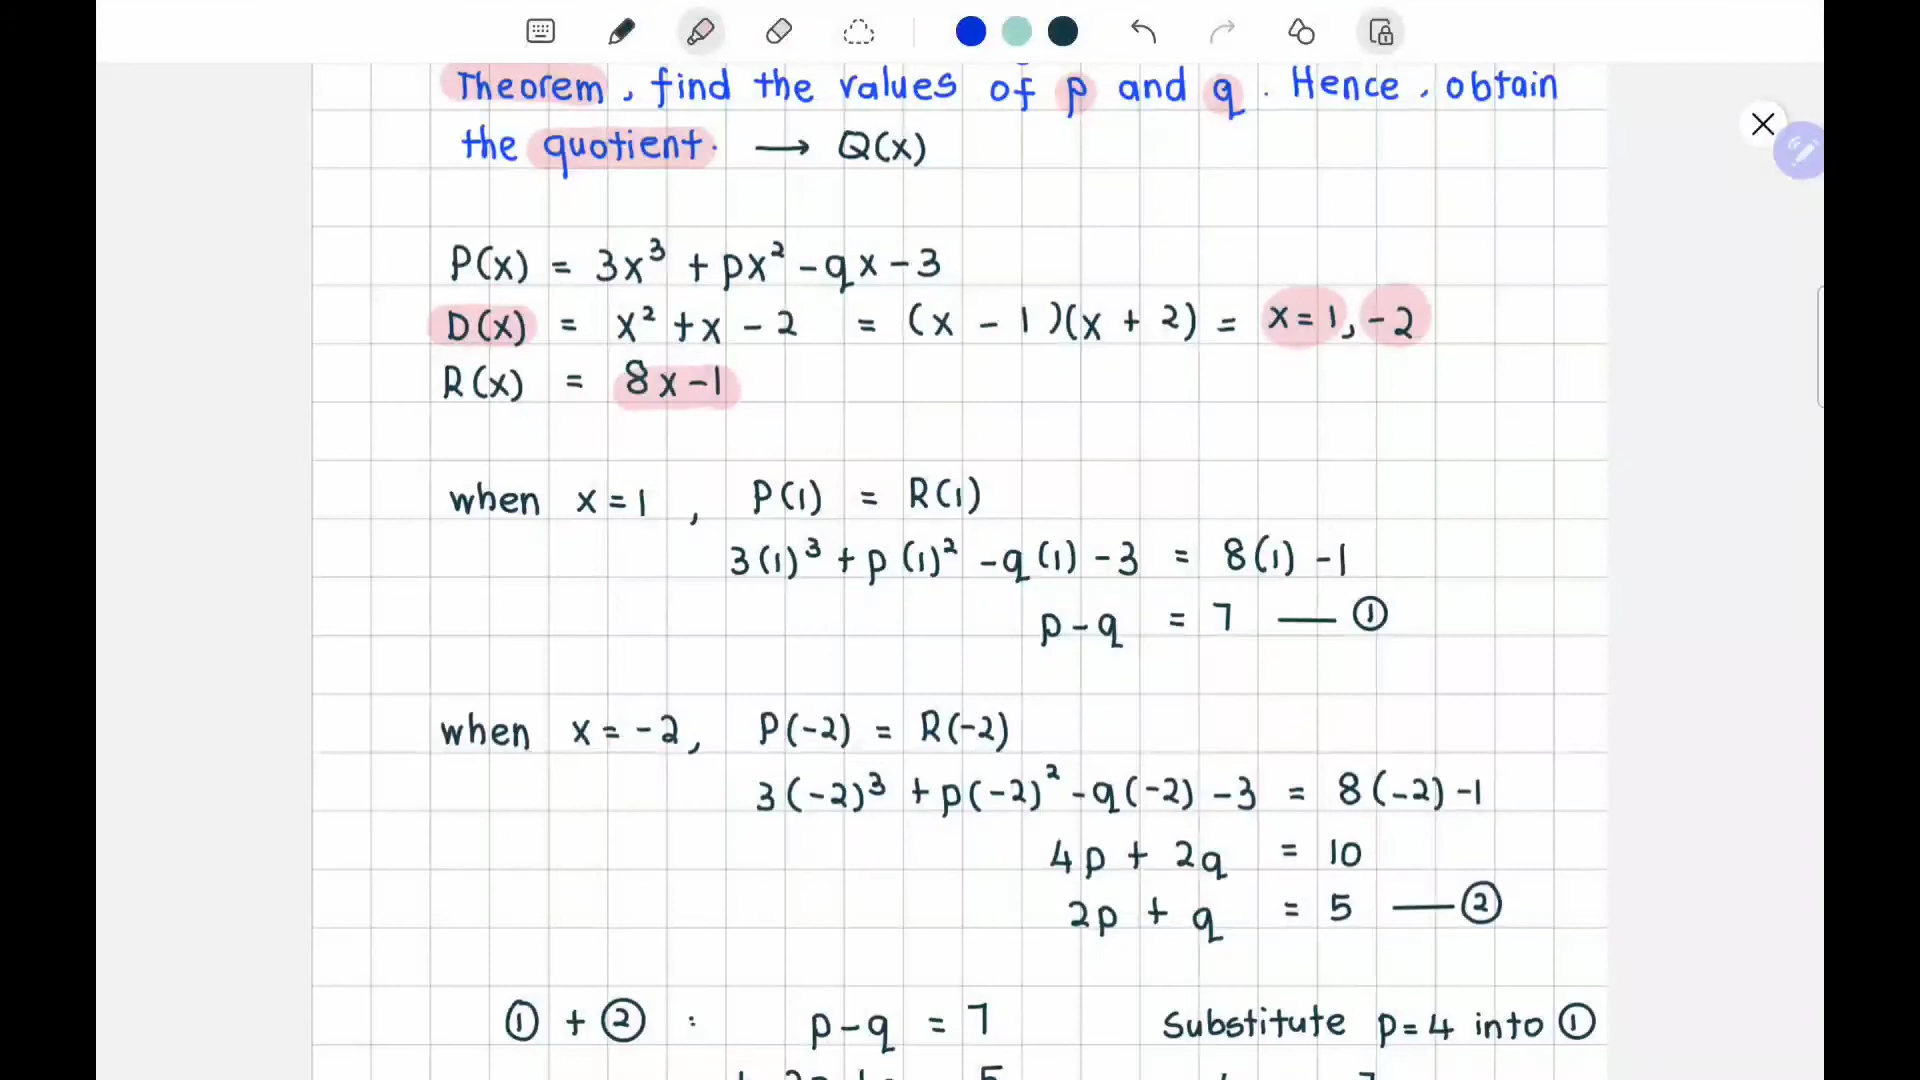 Theorem, find the values of p and q. Hence, obtain
the quotient. → Q(x)
P(x) = 3x³ + px² - qx - 3
D(x) = x² + x - 2 = (x - 1)(x + 2) = x = 1, -2
R(x) = 8x - 1
when x = 1, P(1) = R(1)
3(1)³ + p(1)² - q(1) - 3 = 8(1) - 1
p - q = 7 — ①
when x = -2, P(-2) = R(-2)
3(-2)³ + p(-2)² - q(-2) - 3 = 8(-2) - 1
4p + 2q = 10
2p + q = 5 — ②
① + ② : p - q = 7 Substitute p = 4 into ①